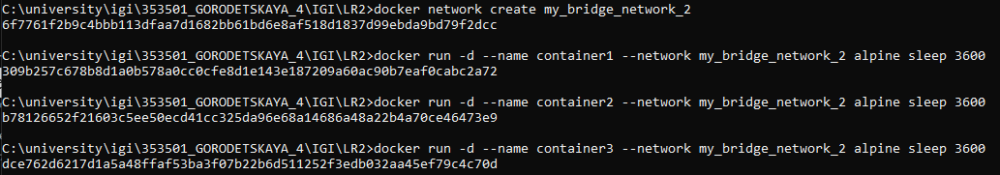 C:\university\igi\353501_GORODETSKAYA_4\IGI\LR2>docker network create my_bridge_network_2
6f7761f2b9c4bbb113dfaa7d1682bb61bd6e8af518d1837d99ebda9bd79f2dcc
C:\university\igi\353501_GORODETSKAYA_4\IGI\LR2>docker run -d --name container1 --network my_bridge_network_2 alpine sleep 3600
309b257c678b8d1a0b578a0cc0cfe8d1e143e187209a60ac90b7eaf0cabc2a72
C:\university\igi\353501_GORODETSKAYA_4\IGI\LR2>docker run -d --name container2 --network my_bridge_network_2 alpine sleep 3600
b78126652f21603c5ee50ecd41cc325da96e68a14686a48a22b4a70ce46473e9
C:\university\igi\353501_GORODETSKAYA_4\IGI\LR2>docker run -d --name container3 --network my_bridge_network_2 alpine sleep 3600
dce762d6217d1a5a48ffaf53ba3f07b22b6d511252f3edb032aa45ef79c4c70d